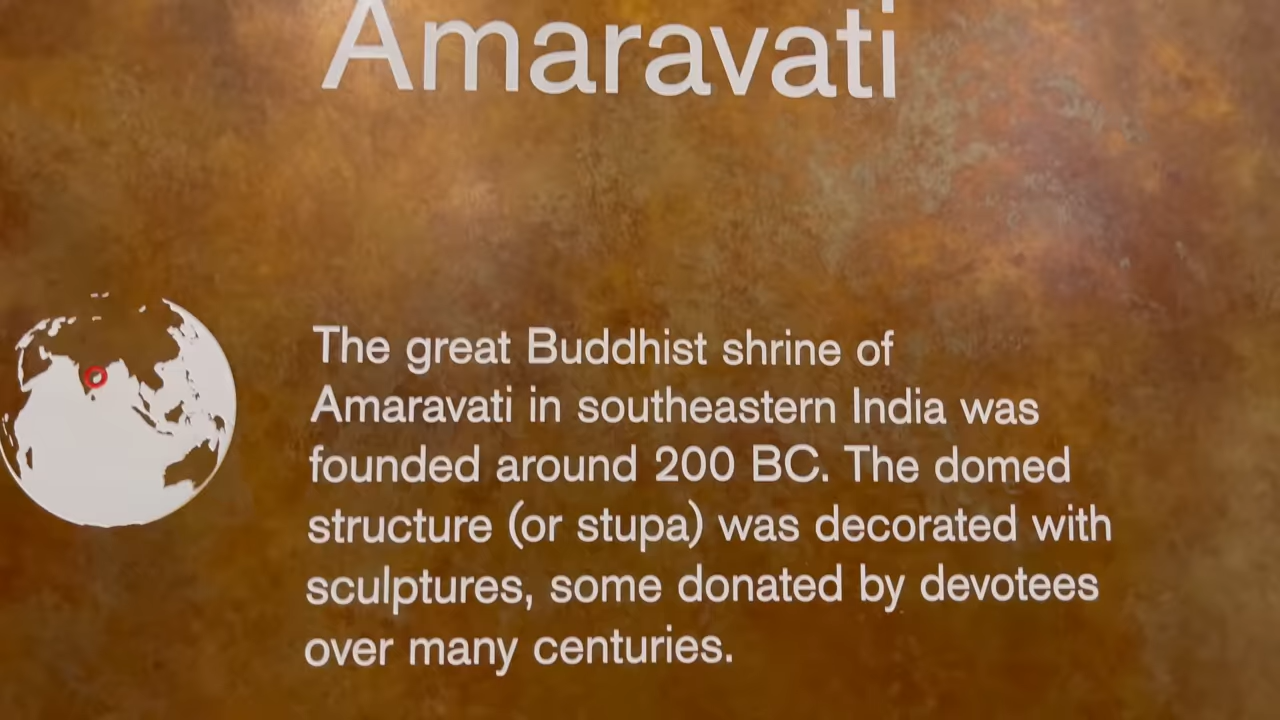 Amaravati
The great Buddhist shrine of
Amaravati in southeastern India was
founded around 200 BC. The domed
structure (or stupa) was decorated with
sculptures, some donated by devotees
over many centuries.